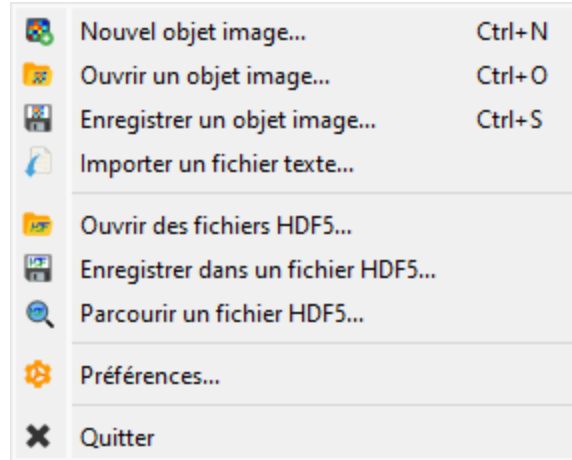 Nouvel objet image... Ctrl+N
Ouvrir un objet image... Ctrl+O
Enregistrer un objet image... Ctrl+S
Importer un fichier texte...
Ouvrir des fichiers HDF5...
Enregistrer dans un fichier HDF5...
Parcourir un fichier HDF5...
Préférences...
Quitter